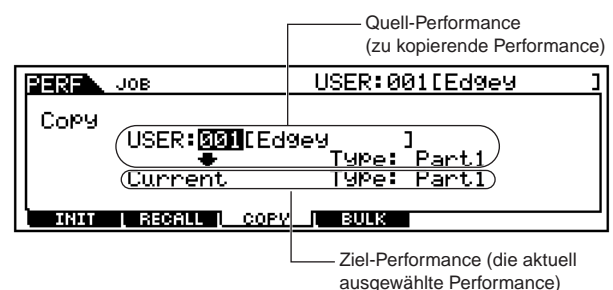 Quell-Performance
(zu kopierende Performance)
PERF JOB USER:001[Edgey ]
Copy
USER:001[Edgey ]
Type: Part1
Current Type: Part1
INIT RECALL COPY BULK
Ziel-Performance (die aktuell
ausgewählte Performance)